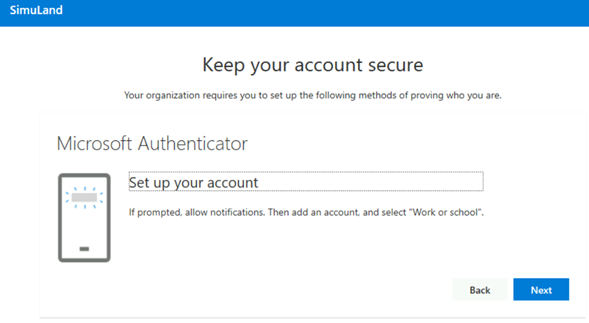 SimuLand
Keep your account secure
Your organization requires you to set up the following methods of proving who you are.
Microsoft Authenticator
Set up your account
If prompted, allow notifications. Then add an account, and select "Work or school".
Back
Next